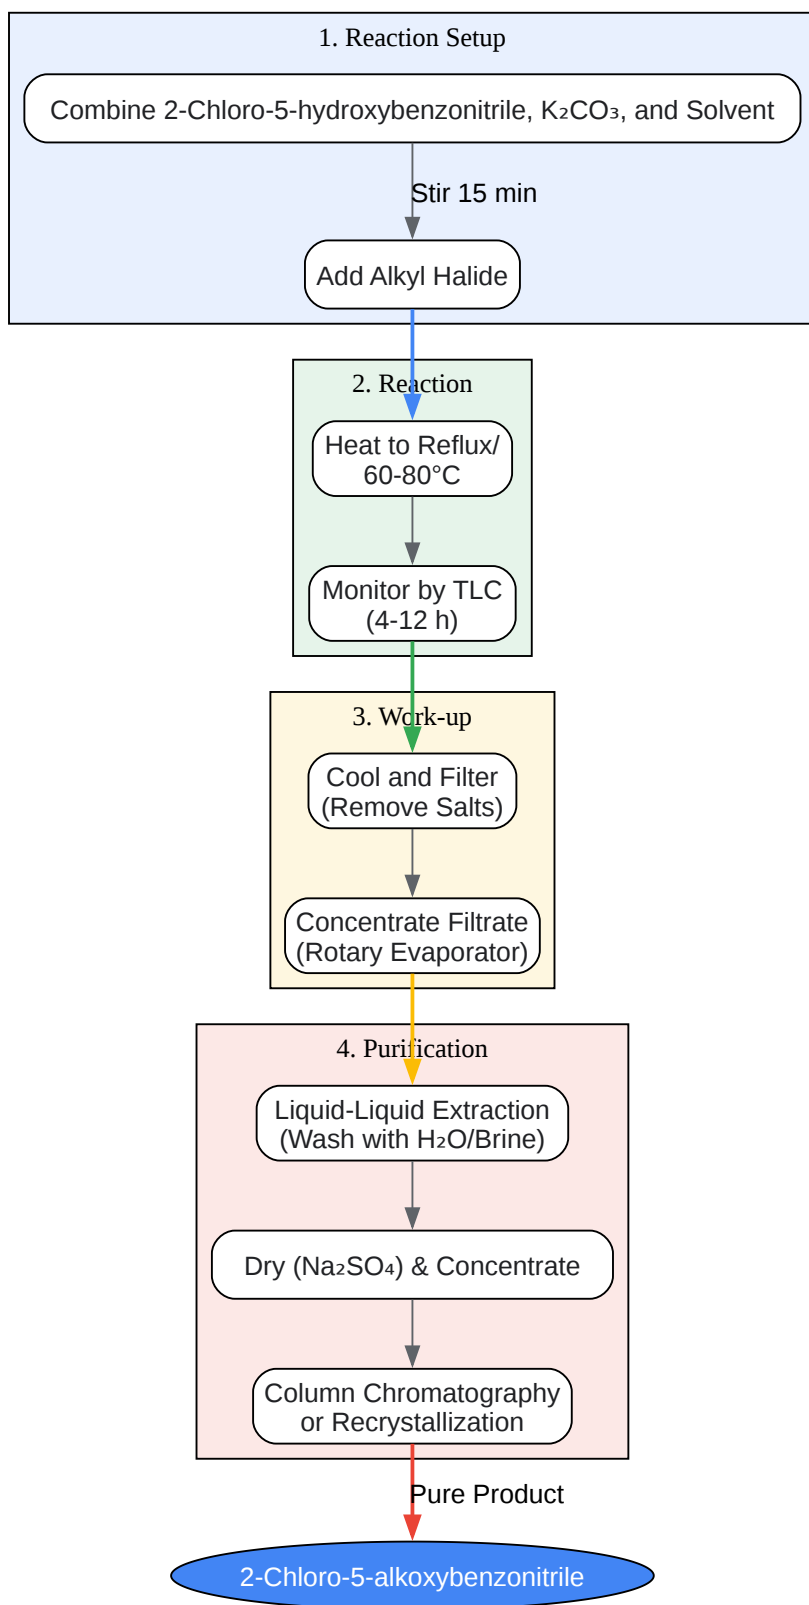 1. Reaction Setup
Combine 2-Chloro-5-hydroxybenzonitrile, K₂CO₃, and Solvent
Stir 15 min
Add Alkyl Halide
2. Reaction
Heat to Reflux/
60-80°C
Monitor by TLC
(4-12 h)
3. Work-up
Cool and Filter
(Remove Salts)
Concentrate Filtrate
(Rotary Evaporator)
4. Purification
Liquid-Liquid Extraction
(Wash with H₂O/Brine)
Dry (Na₂SO₄) & Concentrate
Column Chromatography
or Recrystallization
Pure Product
2-Chloro-5-alkoxybenzonitrile